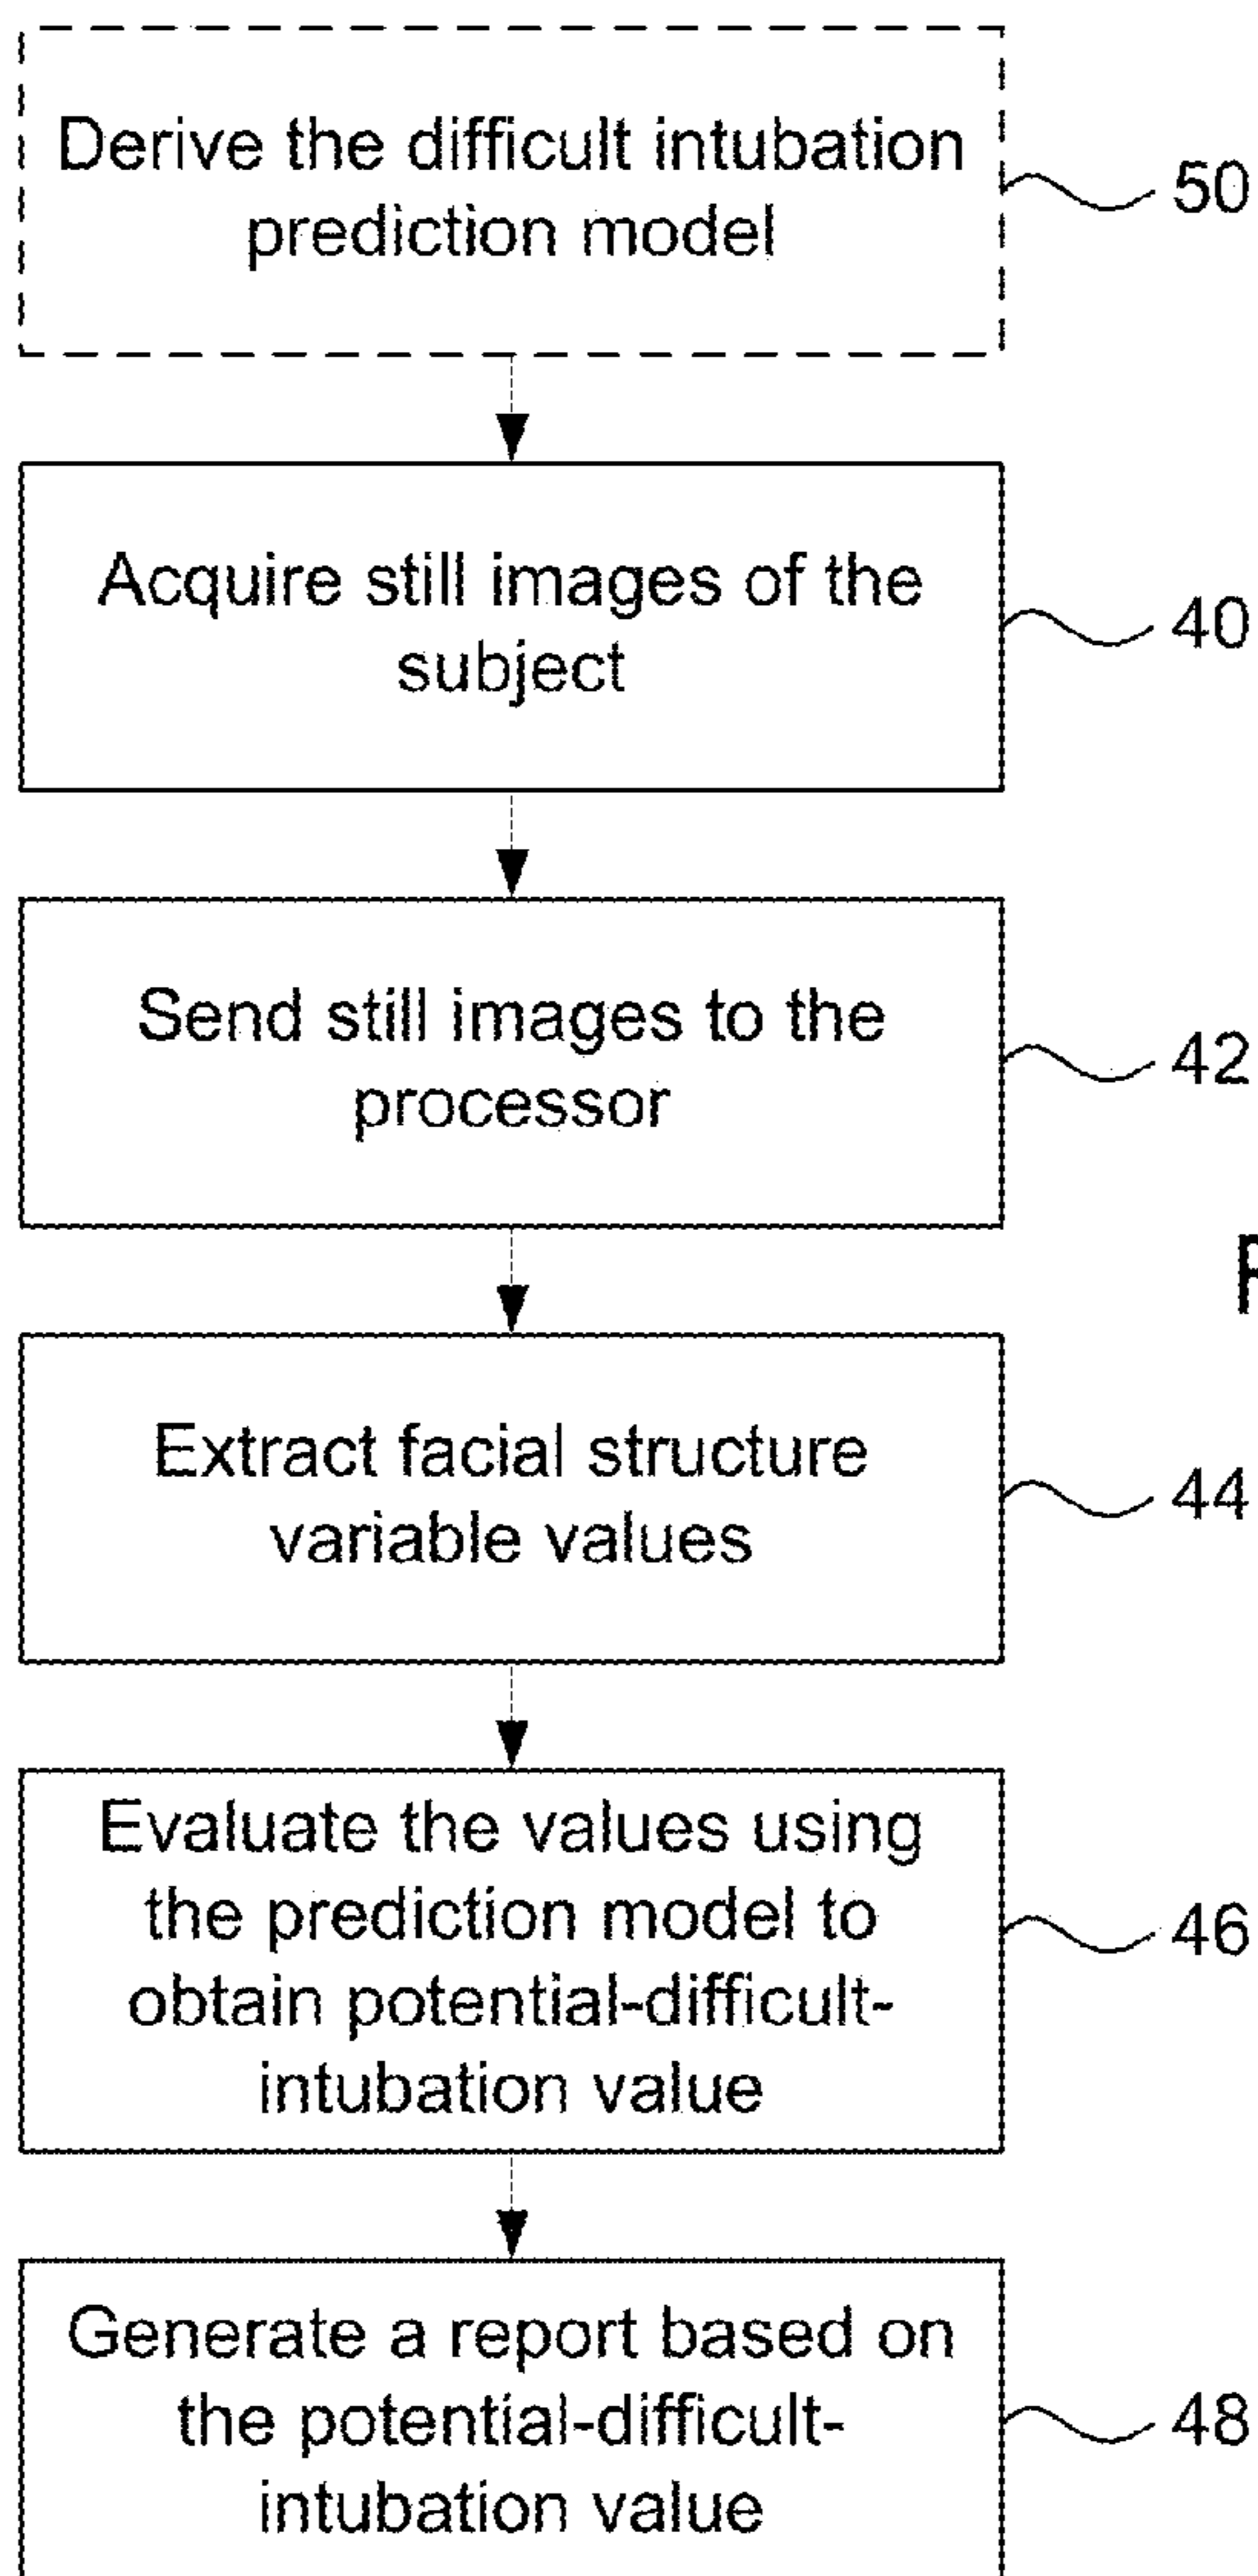 Derive the difficult intubation
prediction model
50
Acquire still images of the
subject
40
Send still images to the
processor
42
Extract facial structure
variable values
44
Evaluate the values using
the prediction model to
obtain potential-difficult-
intubation value
46
Generate a report based on
the potential-difficult-
intubation value
48